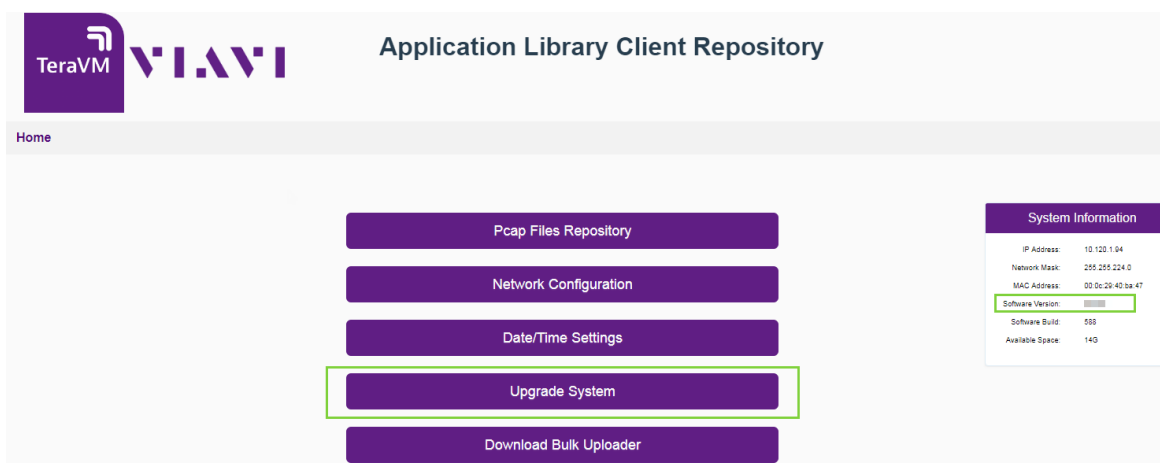 TeraVM
VIAVI
Application Library Client Repository
Home
Pcap Files Repository
Network Configuration
Date/Time Settings
Upgrade System
Download Bulk Uploader
System Information
IP Address: 10.120.1.94
Network Mask: 255.255.224.0
MAC Address: 00:0c:29:40:ba:47
Software Version:
Software Build: 588
Available Space: 14G